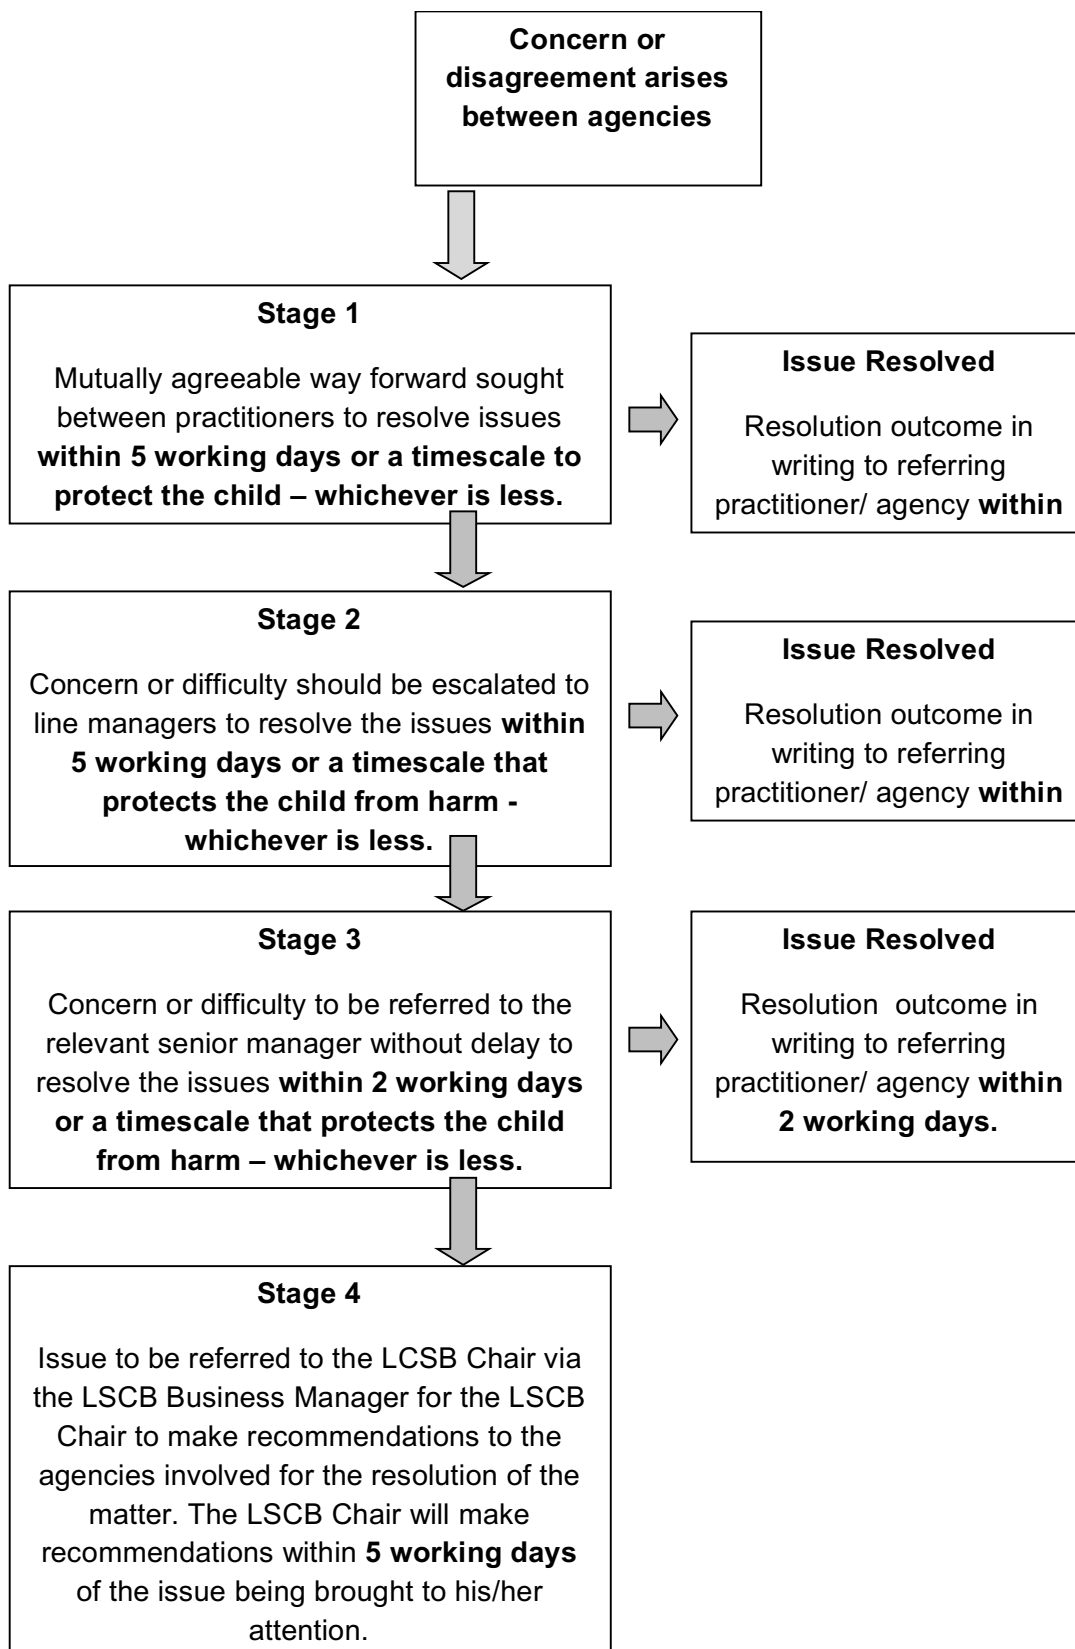 Concern or
disagreement arises
between agencies
Stage 1
Mutually agreeable way forward sought
between practitioners to resolve issues
within 5 working days or a timescale to
protect the child – whichever is less.
Issue Resolved
Resolution outcome in
writing to referring
practitioner/ agency within
Stage 2
Concern or difficulty should be escalated to
line managers to resolve the issues within
5 working days or a timescale that
protects the child from harm -
whichever is less.
Issue Resolved
Resolution outcome in
writing to referring
practitioner/ agency within
Stage 3
Concern or difficulty to be referred to the
relevant senior manager without delay to
resolve the issues within 2 working days
or a timescale that protects the child
from harm – whichever is less.
Issue Resolved
Resolution  outcome in
writing to referring
practitioner/ agency within
2 working days.
Stage 4
Issue to be referred to the LCSB Chair via
the LSCB Business Manager for the LSCB
Chair to make recommendations to the
agencies involved for the resolution of the
matter. The LSCB Chair will make
recommendations within 5 working days
of the issue being brought to his/her
attention.